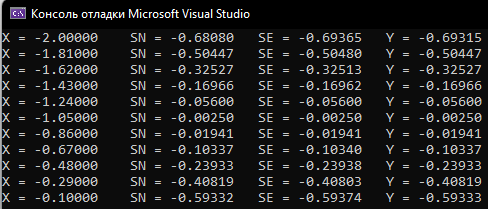 Консоль отладки Microsoft Visual Studio
X = -2.00000 SN = -0.68080 SE = -0.69365 Y = -0.69315
X = -1.81000 SN = -0.50447 SE = -0.50480 Y = -0.50447
X = -1.62000 SN = -0.32527 SE = -0.32513 Y = -0.32527
X = -1.43000 SN = -0.16966 SE = -0.16962 Y = -0.16966
X = -1.24000 SN = -0.05600 SE = -0.05600 Y = -0.05600
X = -1.05000 SN = -0.00250 SE = -0.00250 Y = -0.00250
X = -0.86000 SN = -0.01941 SE = -0.01941 Y = -0.01941
X = -0.67000 SN = -0.10337 SE = -0.10340 Y = -0.10337
X = -0.48000 SN = -0.23933 SE = -0.23938 Y = -0.23933
X = -0.29000 SN = -0.40819 SE = -0.40803 Y = -0.40819
X = -0.10000 SN = -0.59332 SE = -0.59374 Y = -0.59333